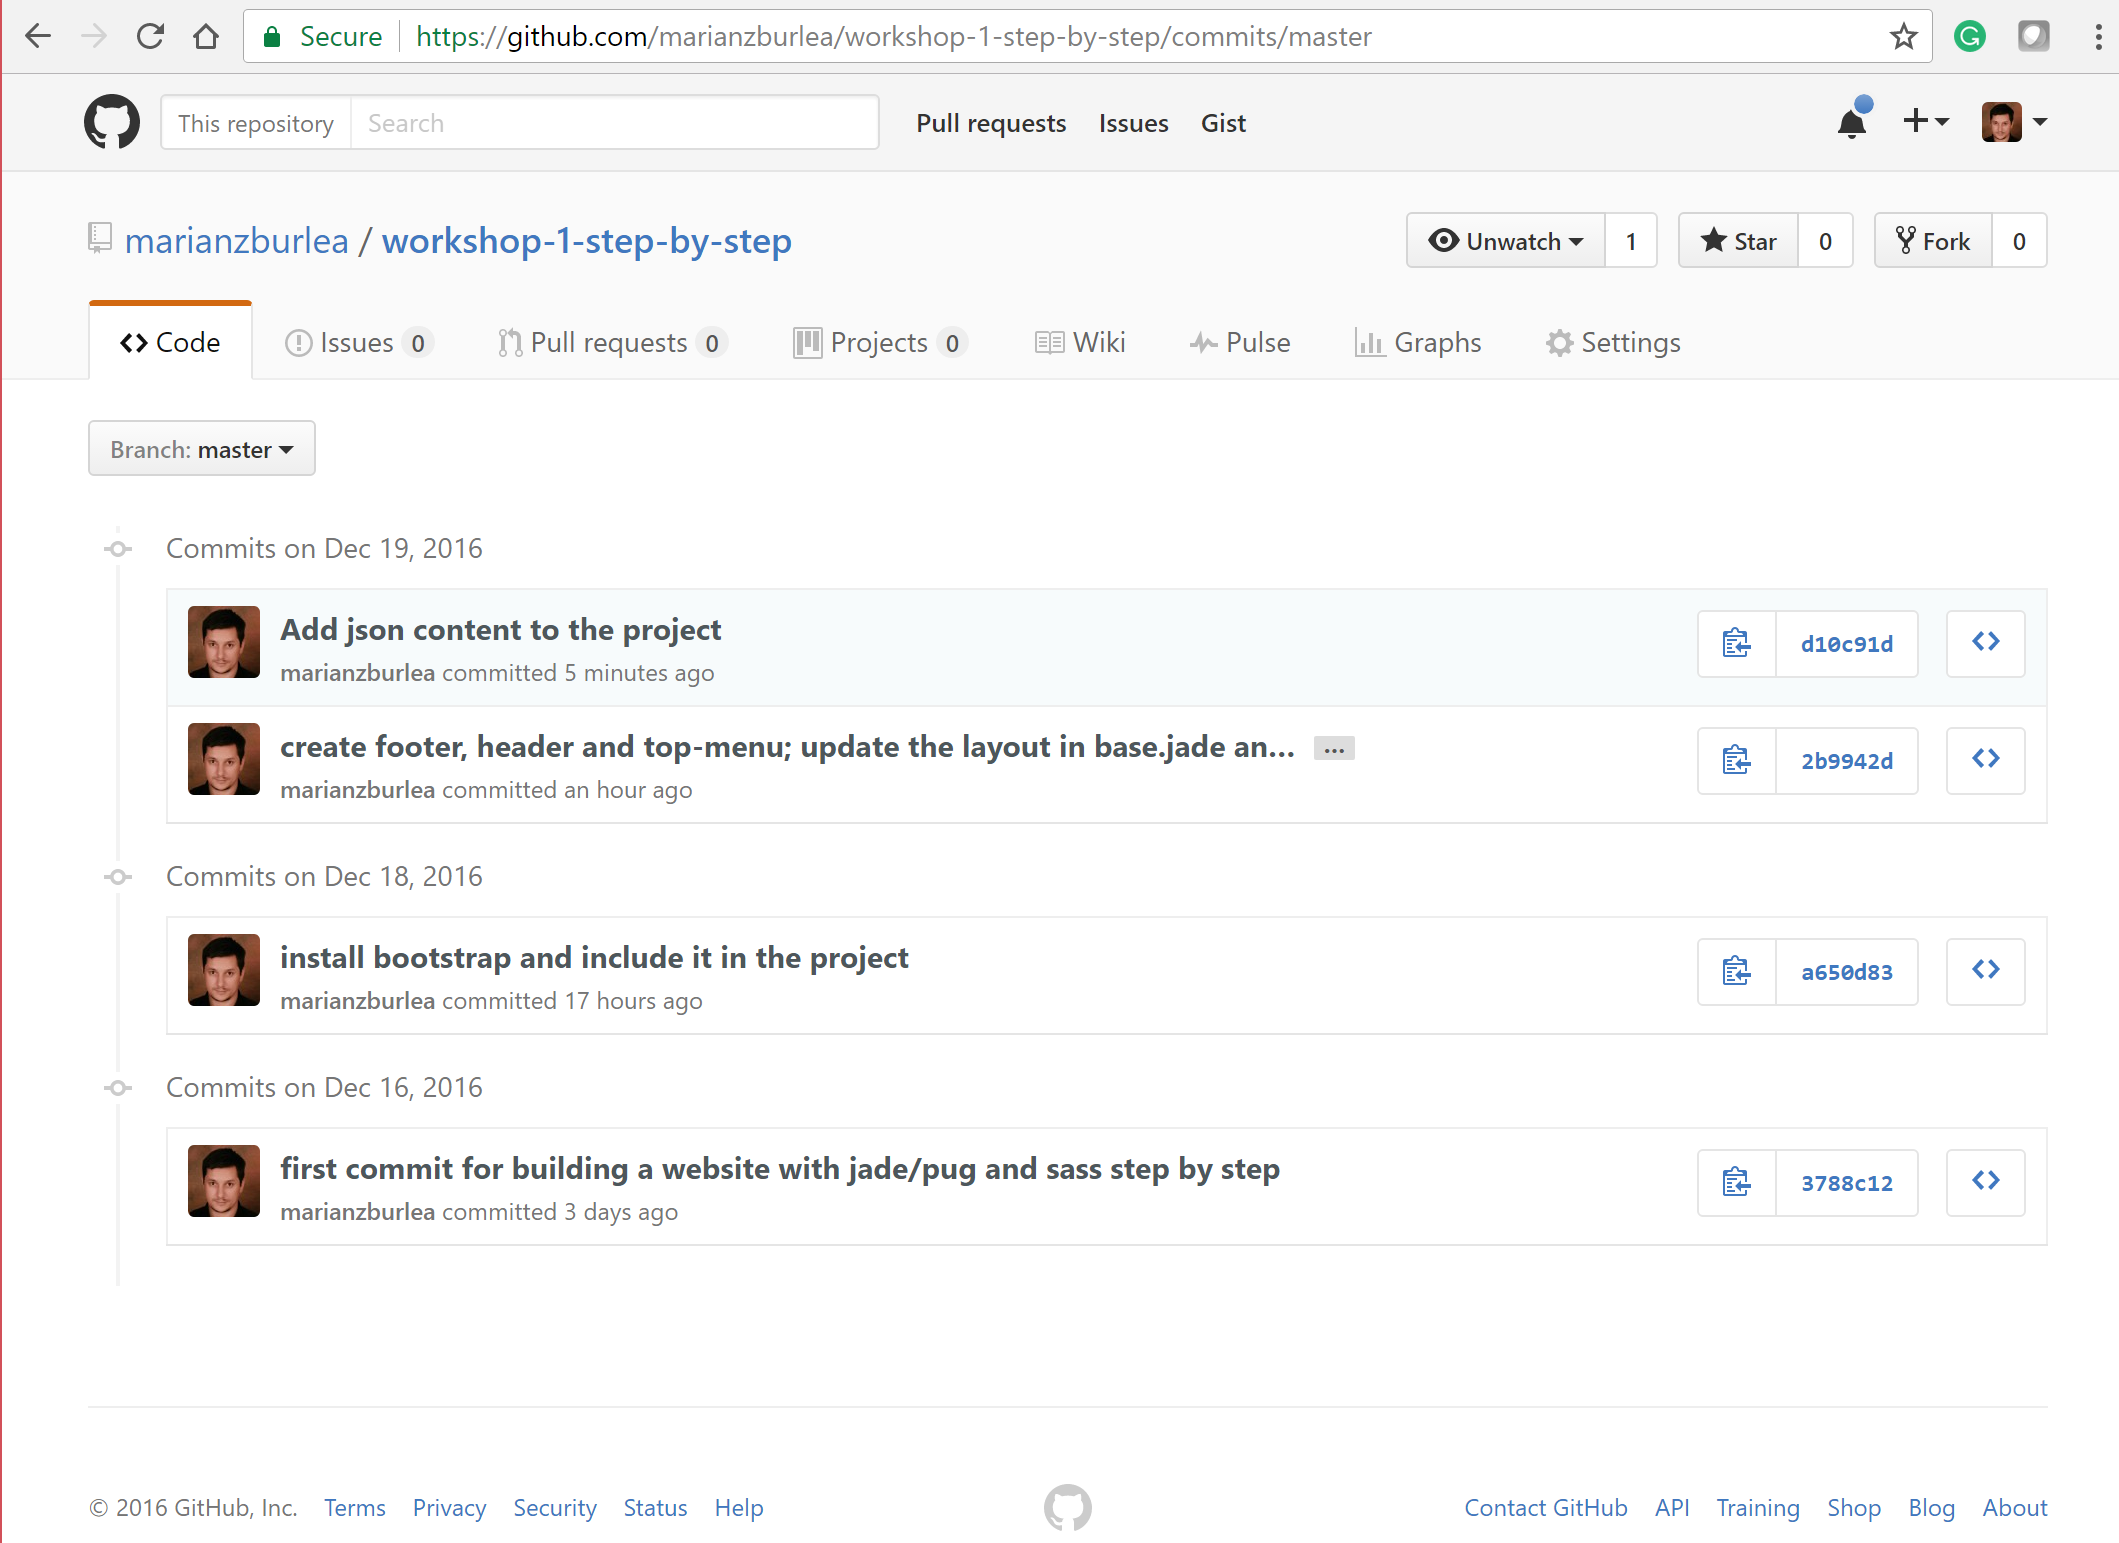 Secure https://github.com/marianzburlea/workshop-1-step-by-step/commits/master
This repository Search Pull requests Issues Gist
marianzburlea / workshop-1-step-by-step Unwatch 1 Star 0 Fork 0
Code Issues 0 Pull requests 0 Projects 0 Wiki Pulse Graphs Settings
Branch: master
Commits on Dec 19, 2016
Add json content to the project
d10c91d
marianzburlea committed 5 minutes ago
create footer, header and top-menu; update the layout in base.jade an... …
2b9942d
marianzburlea committed an hour ago
Commits on Dec 18, 2016
install bootstrap and include it in the project
a650d83
marianzburlea committed 17 hours ago
Commits on Dec 16, 2016
first commit for building a website with jade/pug and sass step by step
3788c12
marianzburlea committed 3 days ago
© 2016 GitHub, Inc. Terms Privacy Security Status Help Contact GitHub API Training Shop Blog About